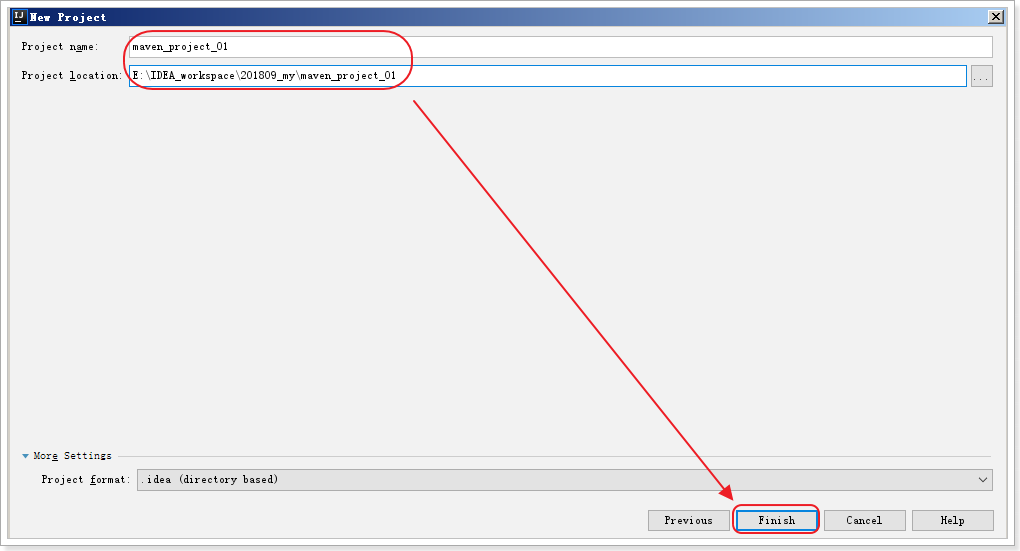 IJ New Project
Project name: maven_project_01
Project location: E:\IDEA_workspace\201809_my\maven_project_01 ...
More Settings
Project format: .idea (directory based)
Previous Finish Cancel Help